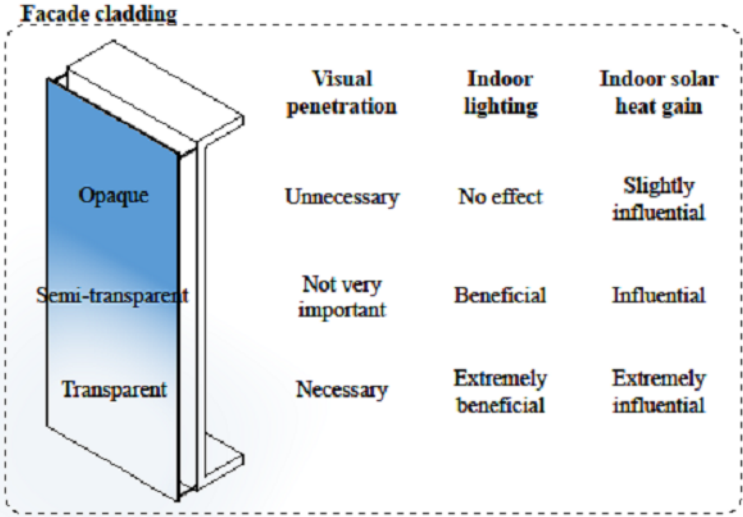 Facade cladding
Visual penetration
Indoor lighting
Indoor solar heat gain
Opaque
Unnecessary
No effect
Slightly influential
Semi-transparent
Not very important
Beneficial
Influential
Transparent
Necessary
Extremely beneficial
Extremely influential